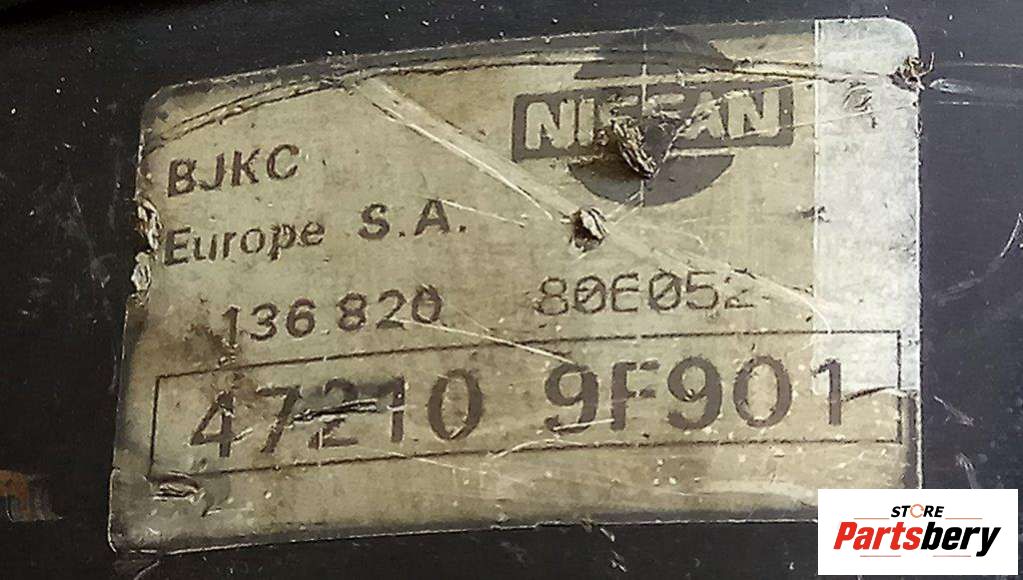 NISSAN
BJKC
Europe S.A.
136 820 80E052
47210 9F901
STORE
Partsbery